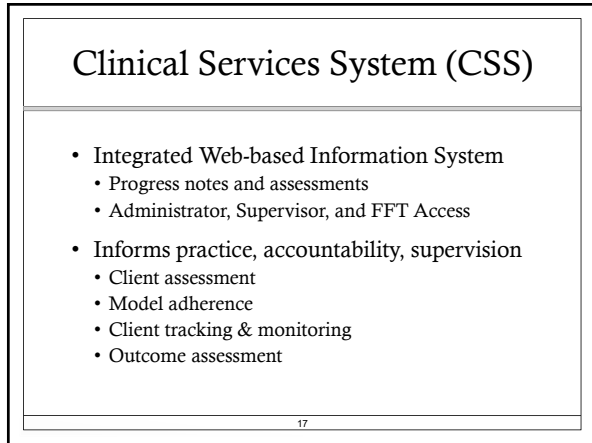 Clinical Services System (CSS)
• Integrated Web-based Information System
• Progress notes and assessments
• Administrator, Supervisor, and FFT Access
• Informs practice, accountability, supervision
• Client assessment
• Model adherence
• Client tracking & monitoring
• Outcome assessment
17